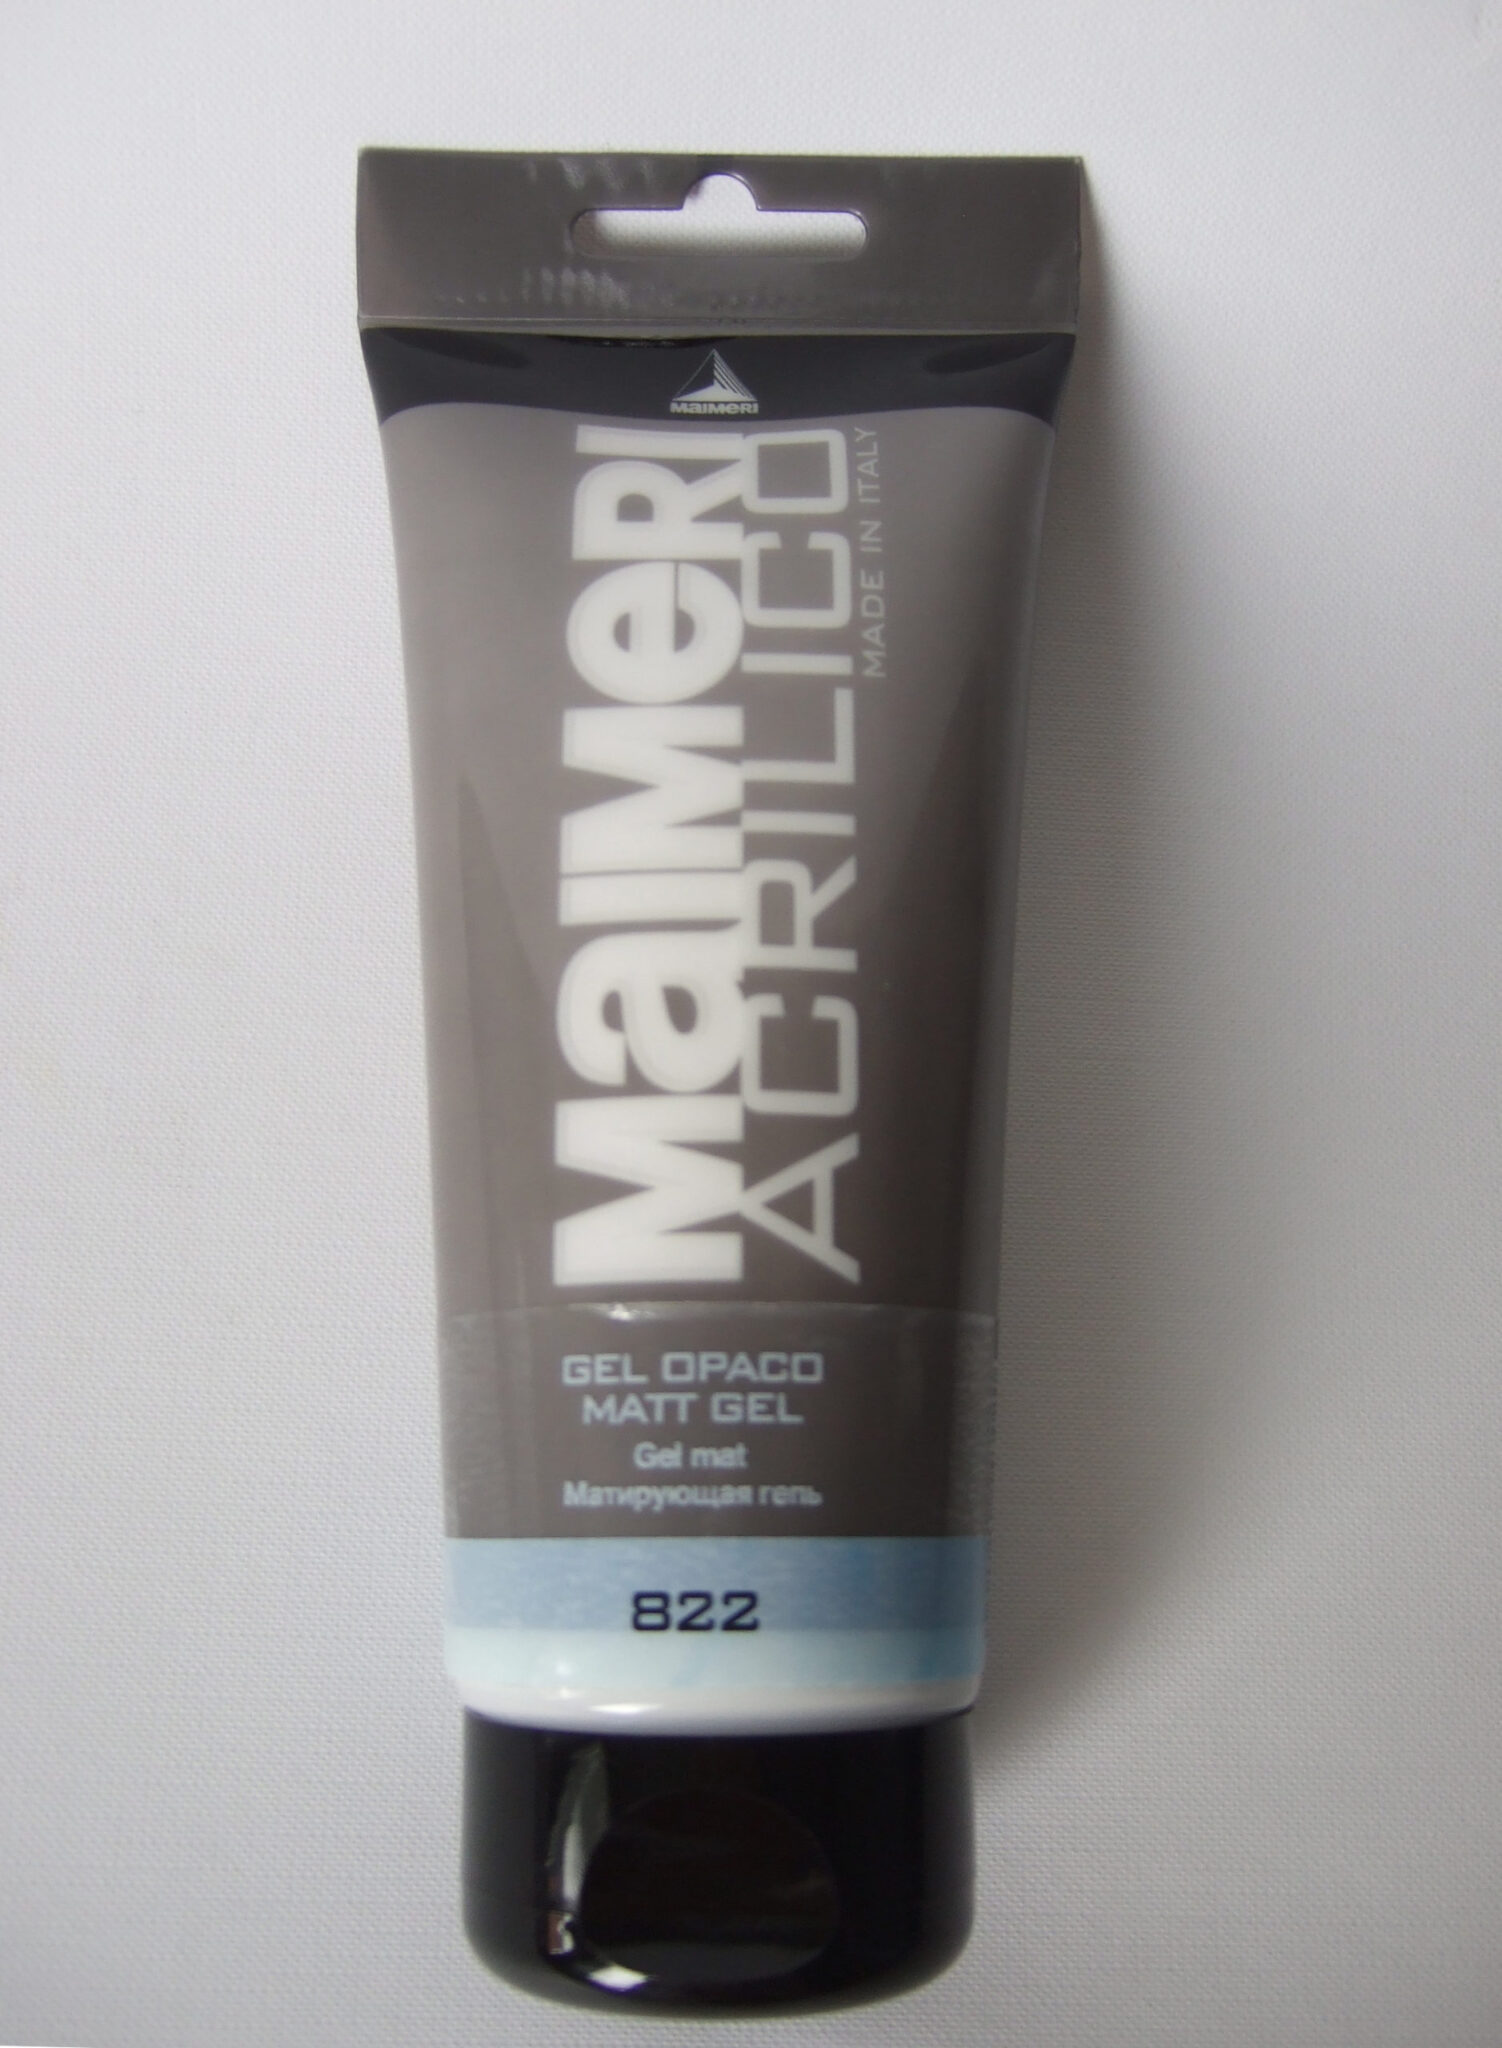 MaIMeRI
MaIMeRI
ACRILICO
MADE IN ITALY
GEL OPACO
MATT GEL
Gel mat
Матирующая гель
822